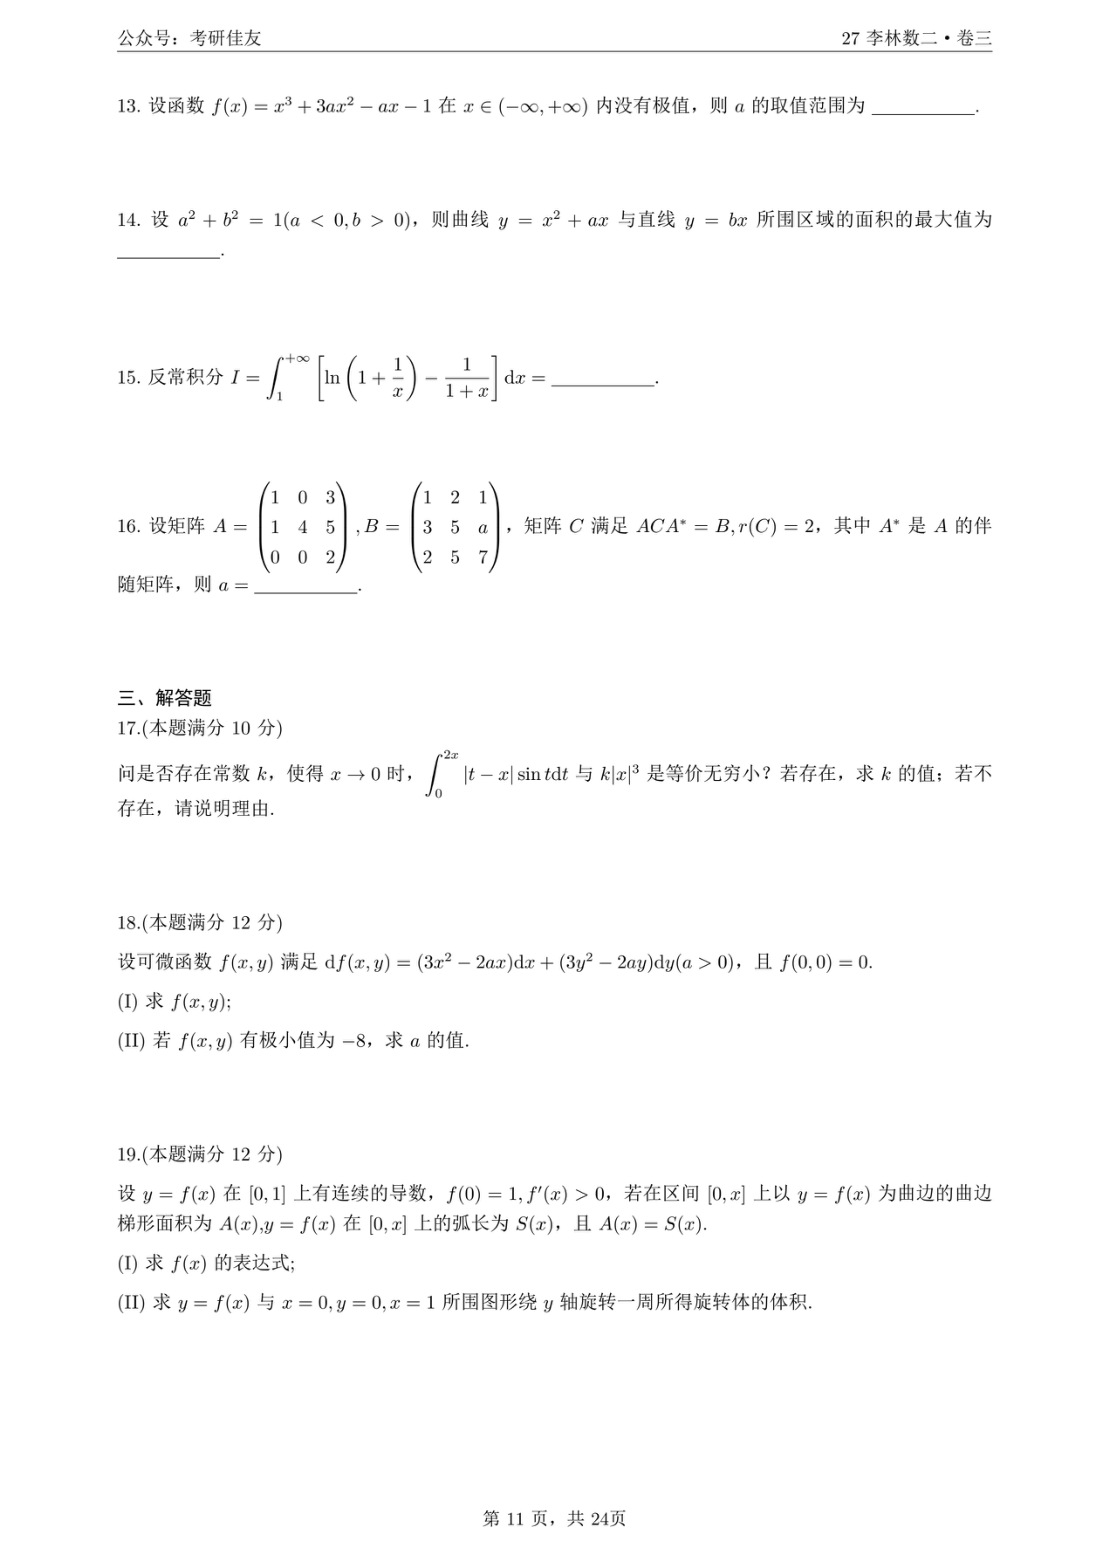 公众号：考研佳友 27 李林数二·卷三
13. 设函数 f(x) = x³ + 3ax² − ax − 1 在 x ∈ (−∞, +∞) 内没有极值，则 a 的取值范围为 ________.
14. 设 a² + b² = 1(a < 0, b > 0)，则曲线 y = x² + ax 与直线 y = bx 所围区域的面积的最大值为
________.
15. 反常积分 I = ∫₁^{+∞} [ln(1 + 1/x) − 1/(1 + x)] dx = ________.
16. 设矩阵 A = (1 0 3; 1 4 5; 0 0 2), B = (1 2 1; 3 5 a; 2 5 7)，矩阵 C 满足 ACA* = B, r(C) = 2，其中 A* 是 A 的伴
随矩阵，则 a = ________.
三、解答题
17.(本题满分 10 分)
问是否存在常数 k，使得 x → 0 时，∫₀^{2x} |t − x| sin tdt 与 k|x|³ 是等价无穷小？若存在，求 k 的值；若不
存在，请说明理由.
18.(本题满分 12 分)
设可微函数 f(x, y) 满足 df(x, y) = (3x² − 2ax)dx + (3y² − 2ay)dy(a > 0)，且 f(0, 0) = 0.
(I) 求 f(x, y);
(II) 若 f(x, y) 有极小值为 −8，求 a 的值.
19.(本题满分 12 分)
设 y = f(x) 在 [0, 1] 上有连续的导数，f(0) = 1, f′(x) > 0，若在区间 [0, x] 上以 y = f(x) 为曲边的曲边
梯形面积为 A(x),y = f(x) 在 [0, x] 上的弧长为 S(x)，且 A(x) = S(x).
(I) 求 f(x) 的表达式;
(II) 求 y = f(x) 与 x = 0, y = 0, x = 1 所围图形绕 y 轴旋转一周所得旋转体的体积.
第 11 页，共 24页